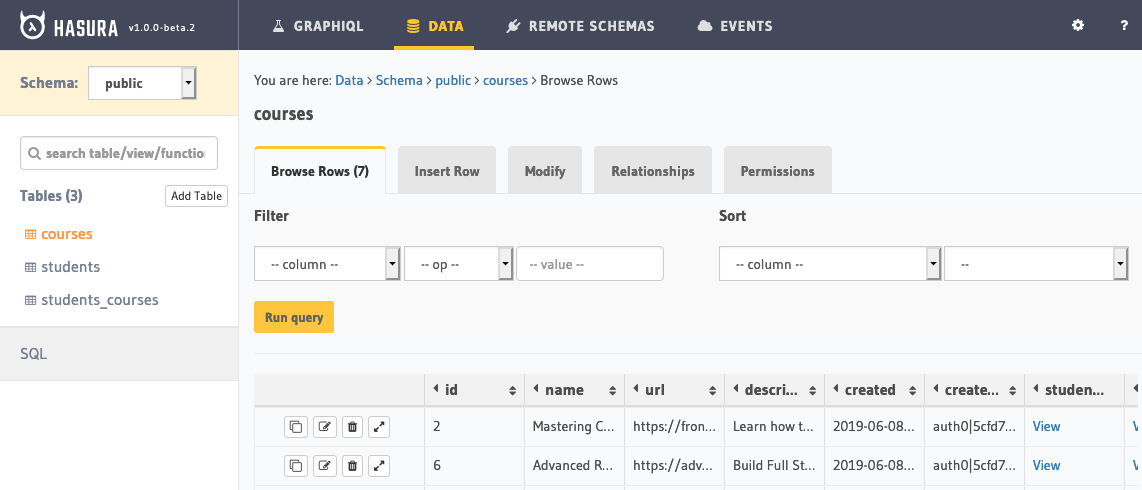 HASURA v1.0.0-beta.2 GRAPHIQL DATA REMOTE SCHEMAS EVENTS ?
Schema: public
search table/view/function
Tables (3) Add Table
courses
students
students_courses
SQL
You are here: Data > Schema > public > courses > Browse Rows
courses
Browse Rows (7) Insert Row Modify Relationships Permissions
Filter Sort
-- column -- -- op -- -- value -- -- column -- --
Run query
id name url descri... created create... studen...
2 Mastering C... https://fron... Learn how t... 2019-06-08... auth0|5cfd7... View
6 Advanced R... https://adv... Build Full St... 2019-06-08... auth0|5cfd7... View